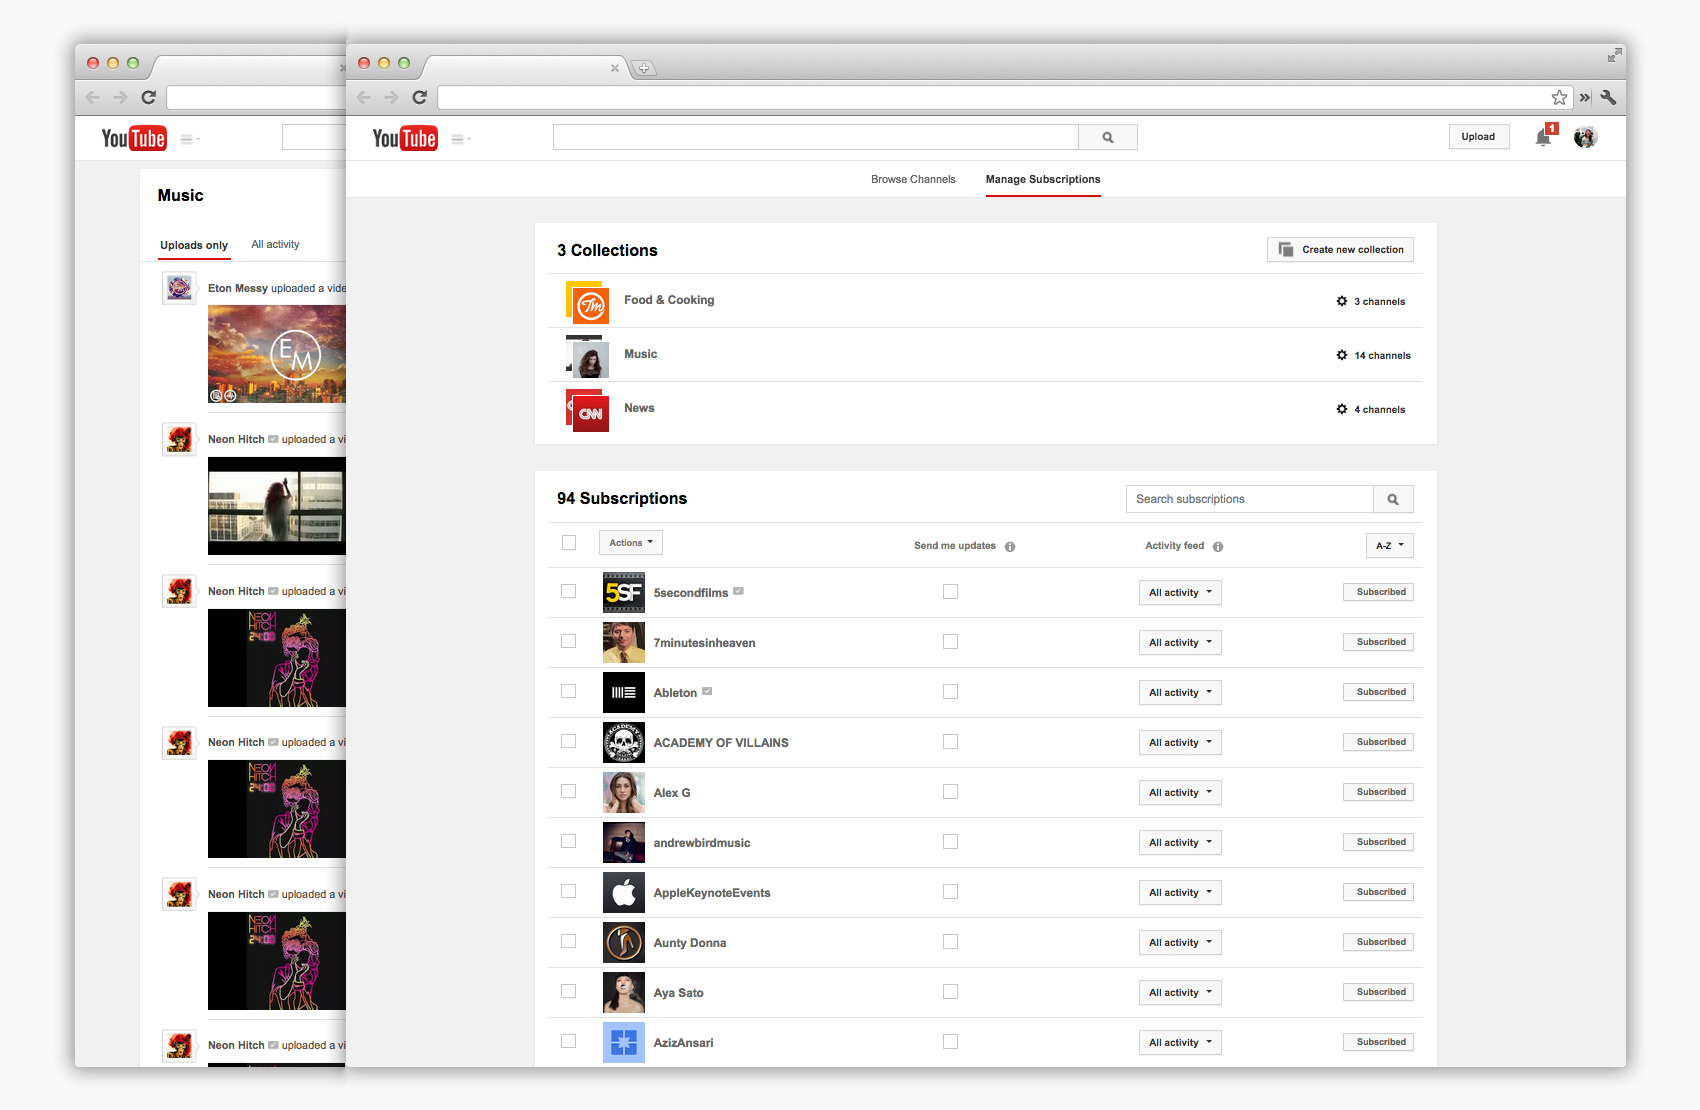 YouTube
Music
Uploads only All activity
Eton Messy uploaded a vide
EM
Neon Hitch uploaded a vi
Neon Hitch uploaded a vi
NEON HITCH 24:00
Neon Hitch uploaded a vi
NEON HITCH 24:00
Neon Hitch uploaded a vi
NEON HITCH 24:00
Neon Hitch uploaded a vi
YouTube
Upload
1
Browse Channels Manage Subscriptions
3 Collections Create new collection
Tm Food & Cooking 3 channels
Music 14 channels
CNN News 4 channels
94 Subscriptions Search subscriptions
Actions Send me updates Activity feed A-Z
5SF 5secondfilms All activity Subscribed
7minutesinheaven All activity Subscribed
Ableton All activity Subscribed
ACADEMY ACADEMY OF VILLAINS All activity Subscribed
Alex G All activity Subscribed
andrewbirdmusic All activity Subscribed
AppleKeynoteEvents All activity Subscribed
Aunty Donna All activity Subscribed
Aya Sato All activity Subscribed
AzizAnsari All activity Subscribed